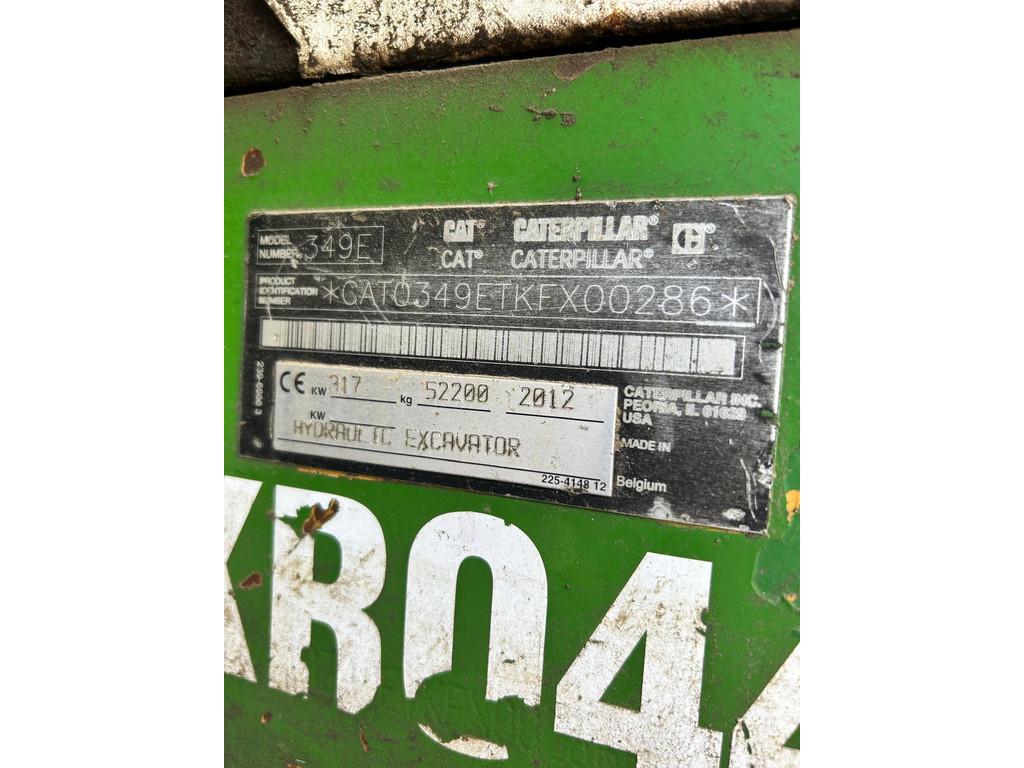 MODEL NUMBER 349E
CAT® CATERPILLAR®
CAT® CATERPILLAR®
PRODUCT IDENTIFICATION NUMBER *CAT0349ETKFX00286*
CE KW 317 kg 52200 2012
KW
HYDRAULIC EXCAVATOR
225-4148 12
CATERPILLAR INC.
PEORIA, IL 61629
USA
MADE IN
Belgium
R04